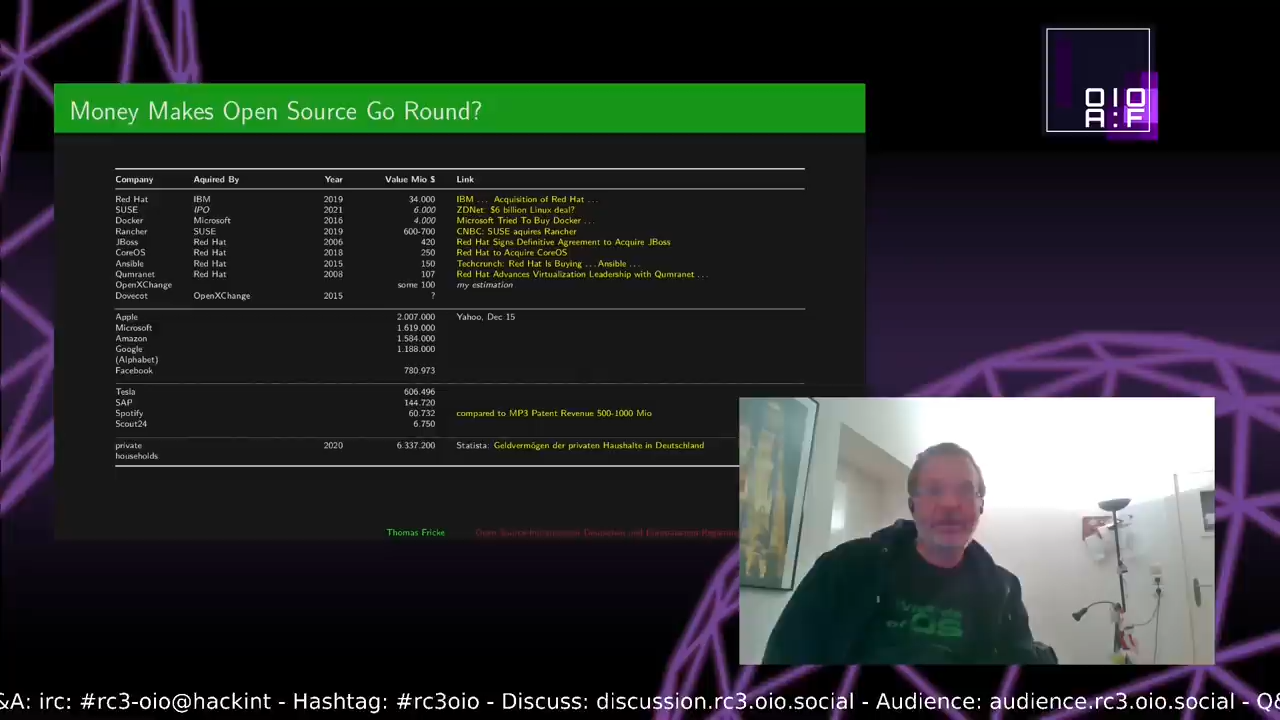 Money Makes Open Source Go Round?
OIO
A:F
Company Aquired By Year Value Mio $ Link
Red Hat IBM 2019 34.000 IBM ... Acquisition of Red Hat ...
SUSE IPO 2021 6.000 ZDNet: $6 billion Linux deal?
Docker Microsoft 2016 4.000 Microsoft Tried To Buy Docker ...
Rancher SUSE 2019 600-700 CNBC: SUSE aquires Rancher
JBoss Red Hat 2006 420 Red Hat Signs Definitive Agreement to Acquire JBoss
CoreOS Red Hat 2018 250 Red Hat to Acquire CoreOS
Ansible Red Hat 2015 150 Techcrunch: Red Hat Is Buying ... Ansible ...
Qumranet Red Hat 2008 107 Red Hat Advances Virtualization Leadership with Qumranet ...
OpenXChange some 100 my estimation
Dovecot OpenXChange 2015 ?
Apple 2.007.000 Yahoo, Dec 15
Microsoft 1.619.000
Amazon 1.584.000
Google 1.188.000
(Alphabet)
Facebook 780.973
Tesla 606.496
SAP 144.720
Spotify 60.732 compared to MP3 Patent Revenue 500-1000 Mio
Scout24 6.750
private 2020 6.337.200 Statista: Geldvermögen der privaten Haushalte in Deutschland
households
Thomas Fricke Open Source
of OS
&A: irc: #rc3-oio@hackint - Hashtag: #rc3oio - Discuss: discussion.rc3.oio.social - Audience: audience.rc3.oio.social - Q&